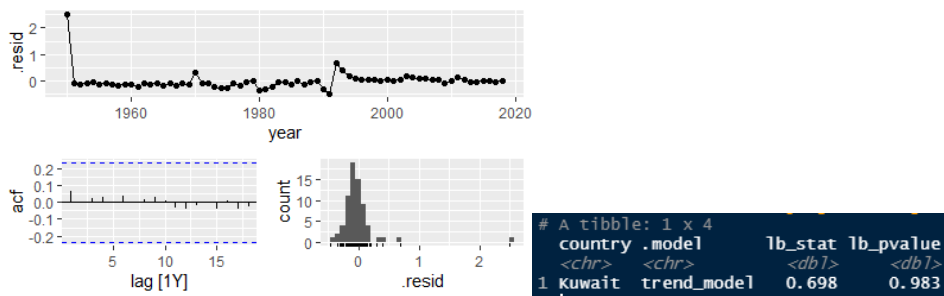 .resid
2
1
0
1960 1980 2000 2020
year
acf
0.2
0.1
0.0
-0.1
-0.2
5 10 15
lag [1Y]
count
15
10
5
0
0 1 2
.resid
# A tibble: 1 x 4
country .model lb_stat lb_pvalue
<chr> <chr> <dbl> <dbl>
1 Kuwait trend_model 0.698 0.983